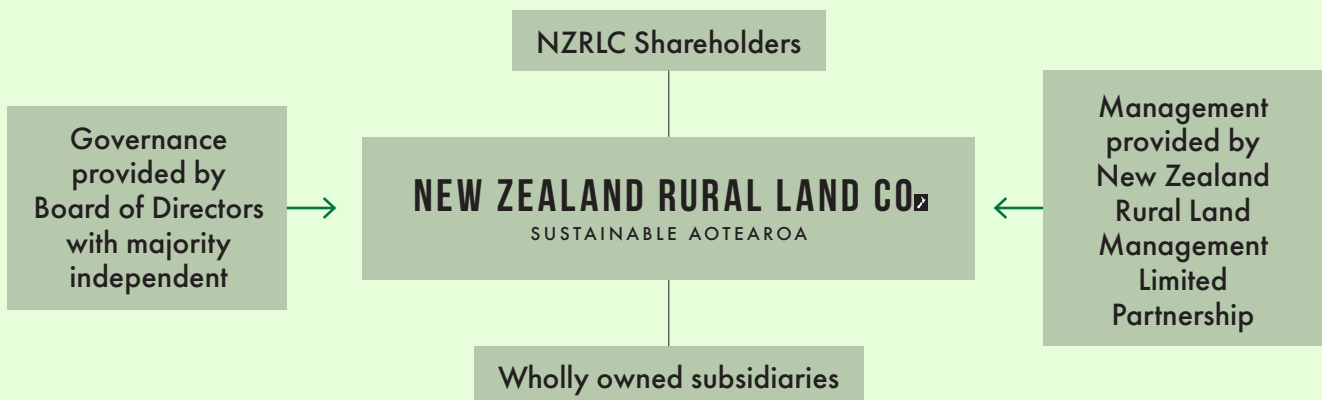 NZRLC Shareholders
Governance
provided by
Board of Directors
with majority
independent
NEW ZEALAND RURAL LAND CO
SUSTAINABLE AOTEAROA
Management
provided by
New Zealand
Rural Land
Management
Limited
Partnership
Wholly owned subsidiaries